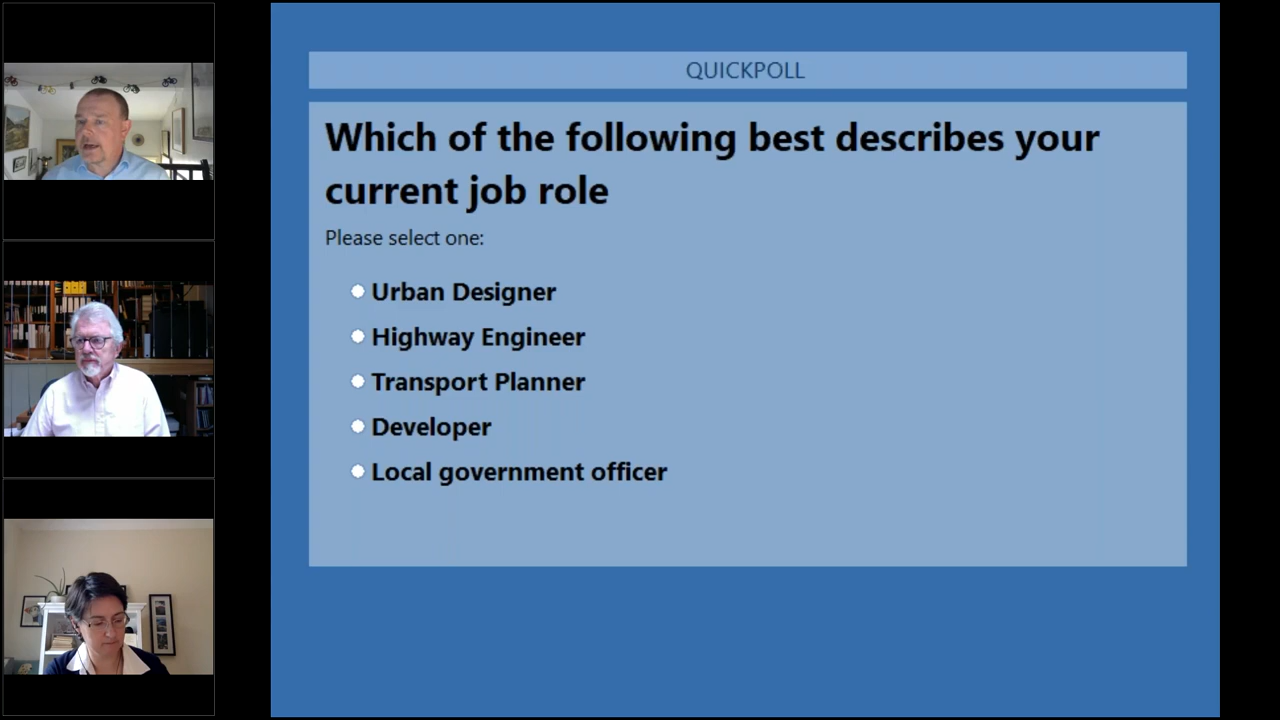 QUICKPOLL
Which of the following best describes your
current job role
Please select one:
Urban Designer
Highway Engineer
Transport Planner
Developer
Local government officer